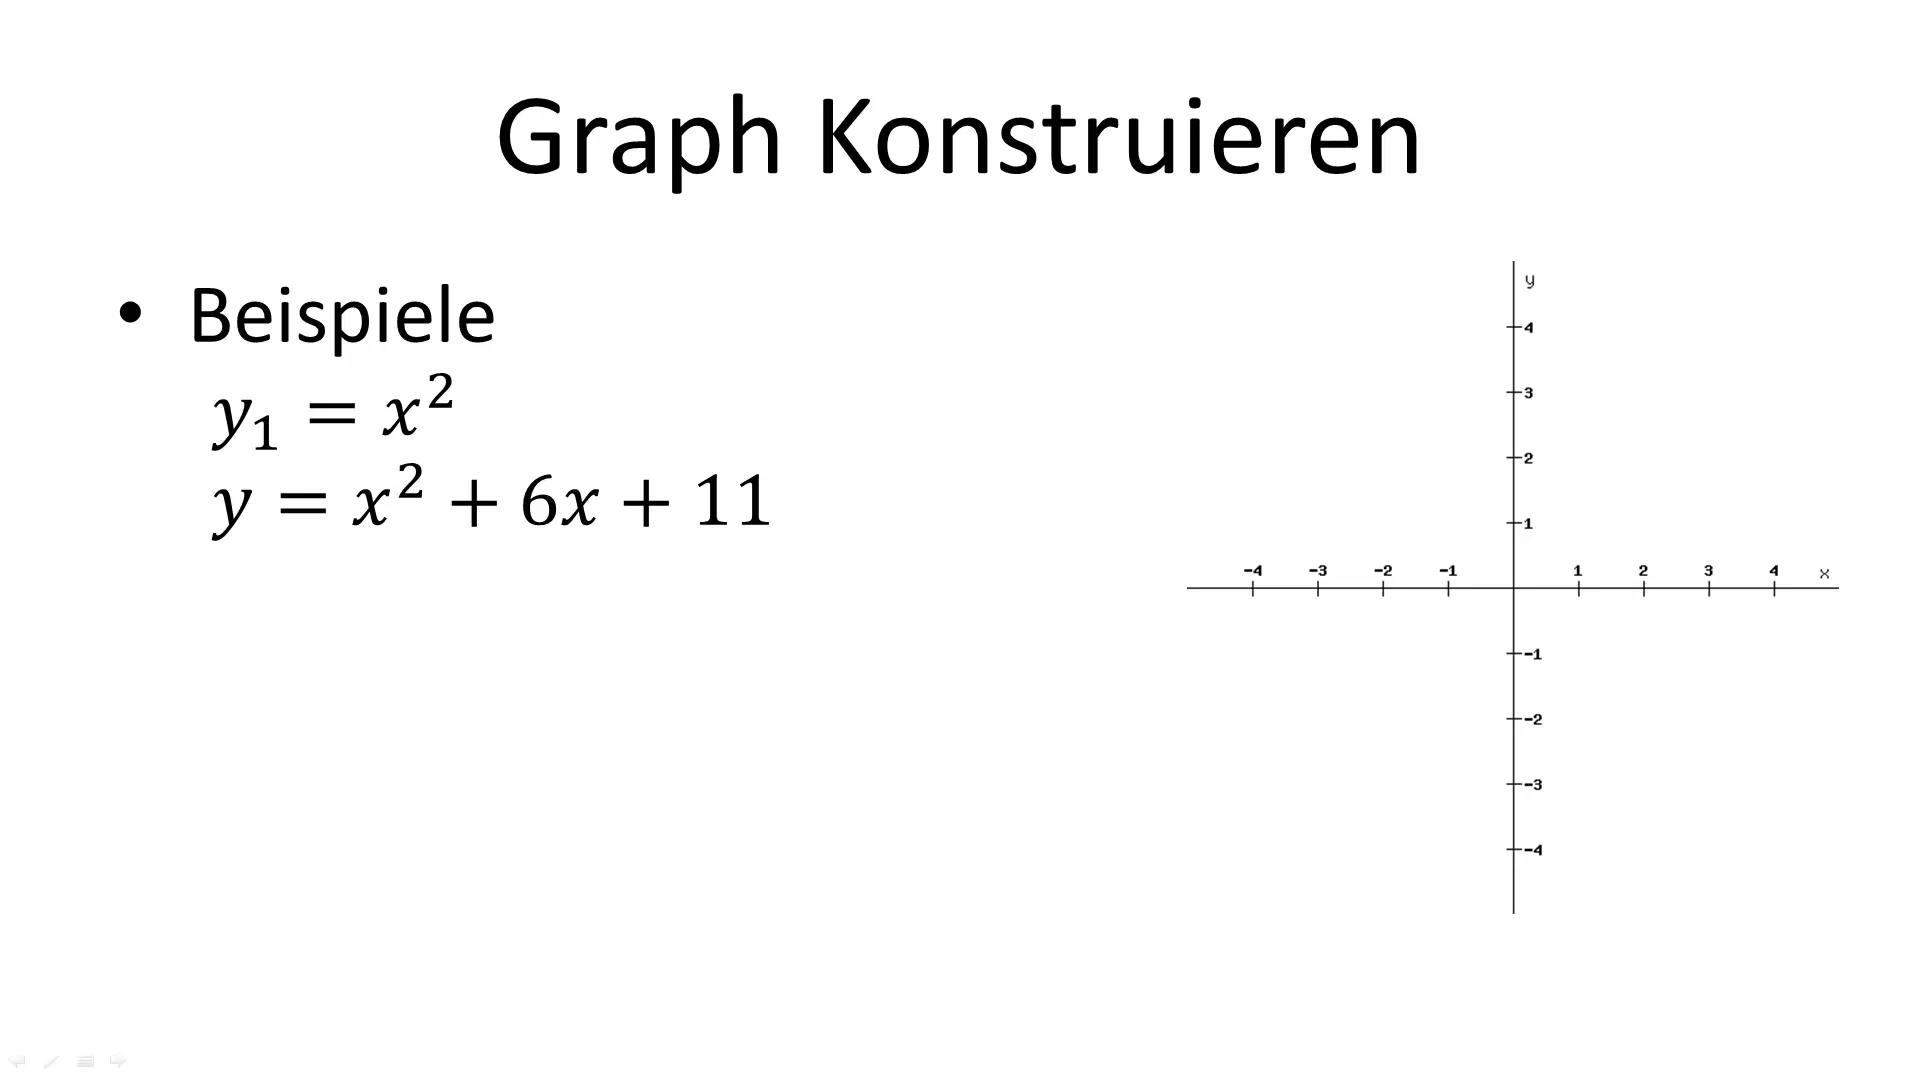 Graph Konstruieren
• Beispiele
y₁ = x²
y = x² + 6x + 11
y
4
3
2
1
-4 -3 -2 -1 1 2 3 4 x
-1
-2
-3
-4